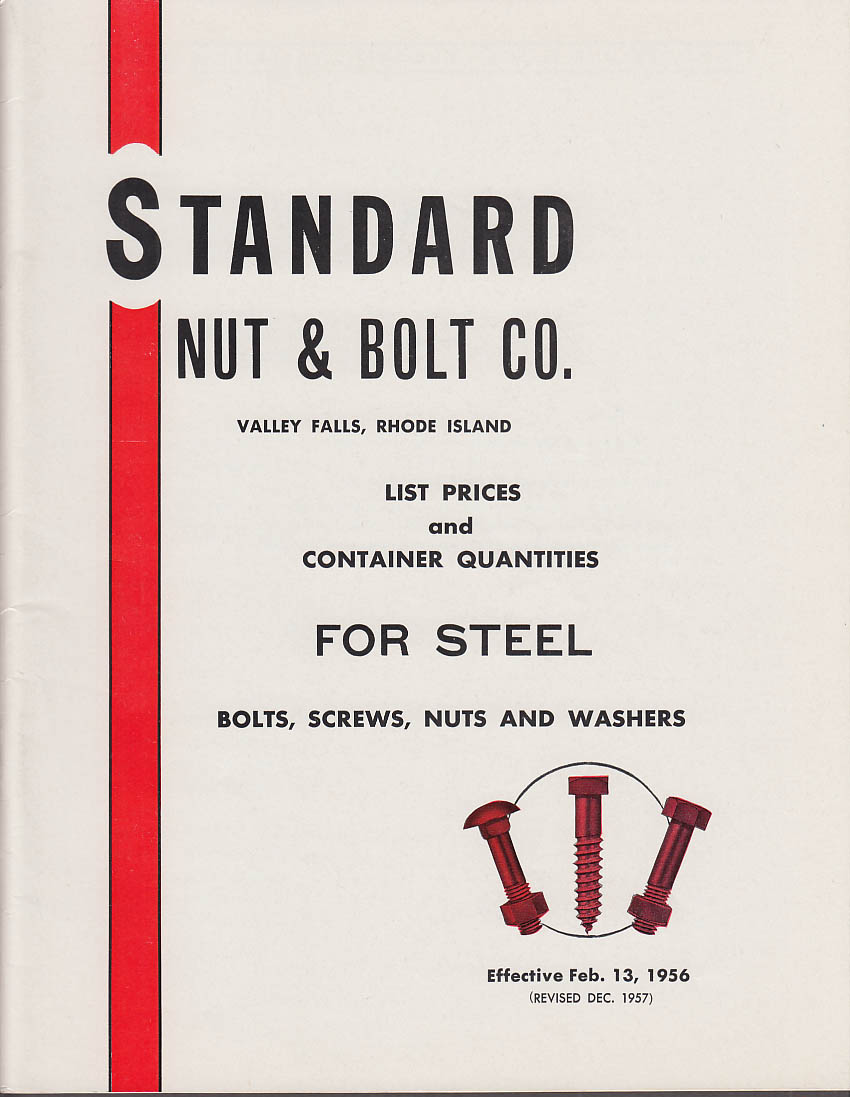 STANDARD
NUT & BOLT CO.
VALLEY FALLS, RHODE ISLAND
LIST PRICES
and
CONTAINER QUANTITIES
FOR STEEL
BOLTS, SCREWS, NUTS AND WASHERS
Effective Feb. 13, 1956
(REVISED DEC. 1957)